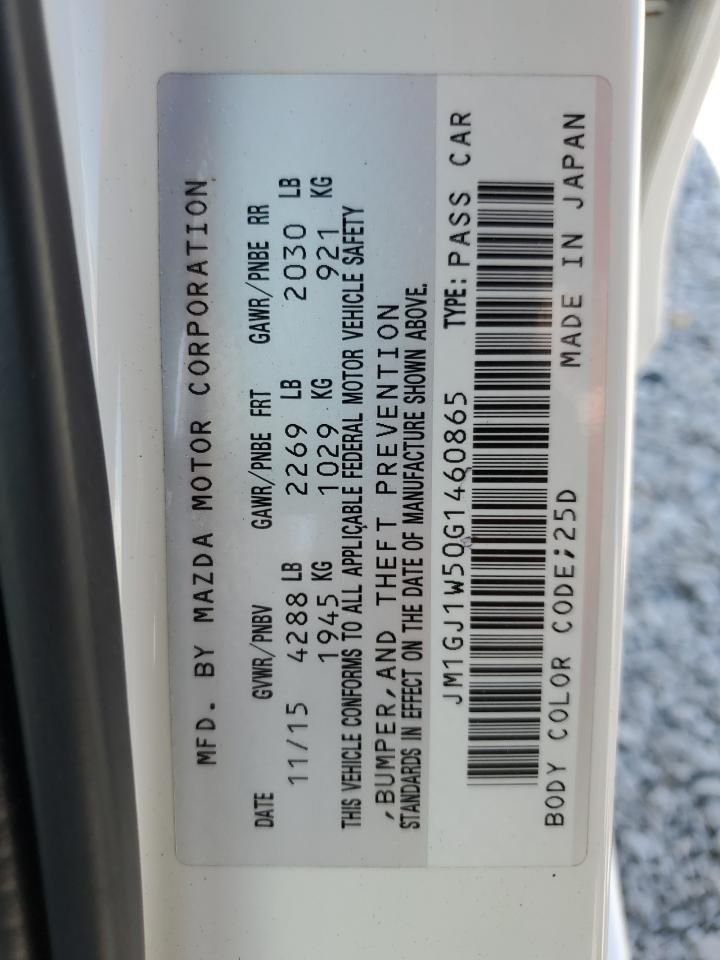 MFD. BY MAZDA MOTOR CORPORATION
DATE GVWR/PNBV GAWR/PNBE FRT GAWR/PNBE RR
11/15 4288 LB 2269 LB 2030 LB
1945 KG 1029 KG 921 KG
THIS VEHICLE CONFORMS TO ALL APPLICABLE FEDERAL MOTOR VEHICLE SAFETY
,BUMPER,AND THEFT PREVENTION
STANDARDS IN EFFECT ON THE DATE OF MANUFACTURE SHOWN ABOVE.
JM1GJ1W50G1460865 TYPE: PASS CAR
BODY COLOR CODE;25D MADE IN JAPAN